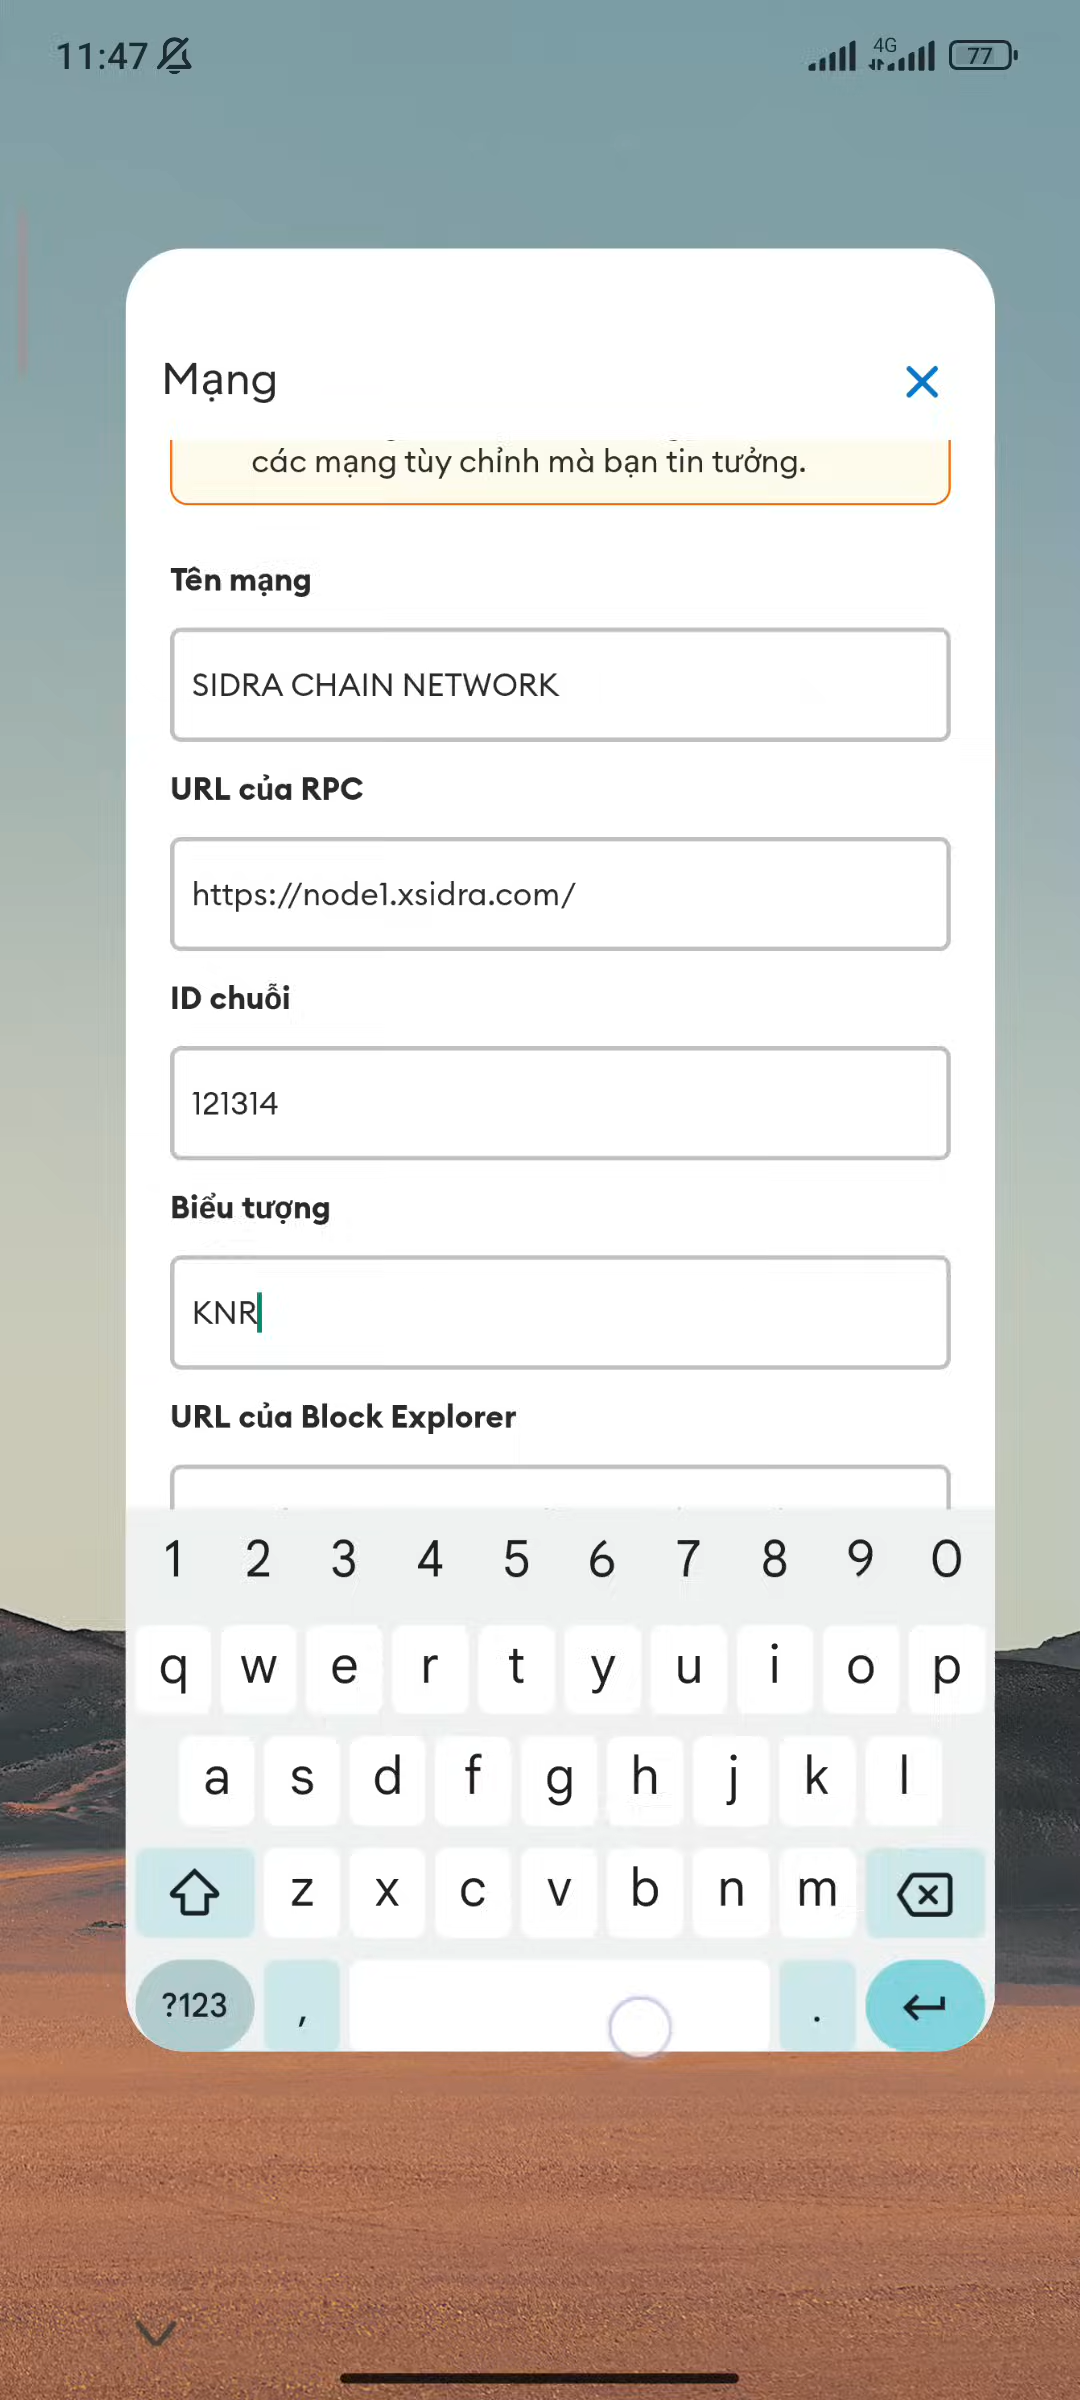 11:47 4G 77
Mạng
các mạng tùy chỉnh mà bạn tin tưởng.
Tên mạng
SIDRA CHAIN NETWORK
URL của RPC
https://node1.xsidra.com/
ID chuỗi
121314
Biểu tượng
KNR
URL của Block Explorer
1 2 3 4 5 6 7 8 9 0
q w e r t y u i o p
a s d f g h j k l
z x c v b n m
?123 , .